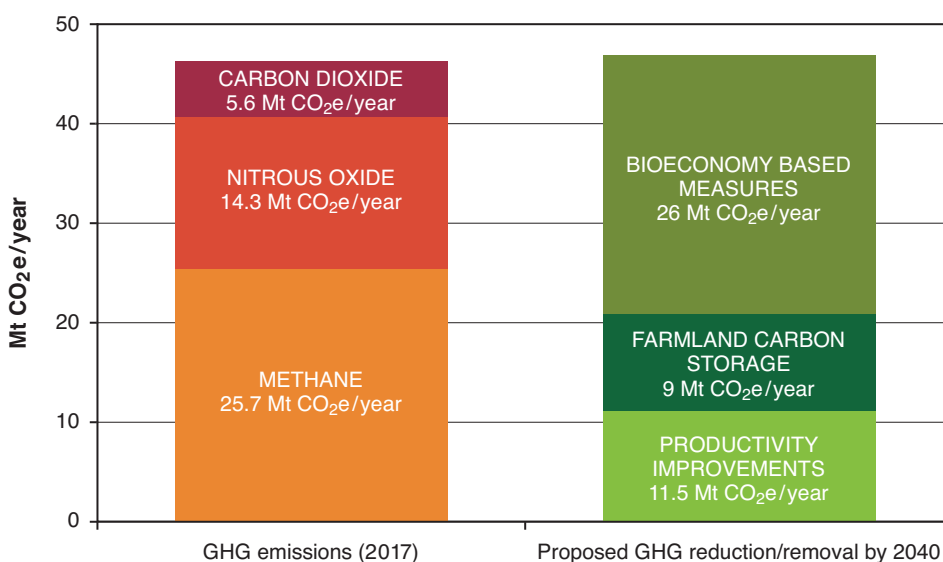 Mt CO₂e/year
50
40
30
20
10
0
CARBON DIOXIDE
5.6 Mt CO₂e/year
NITROUS OXIDE
14.3 Mt CO₂e/year
METHANE
25.7 Mt CO₂e/year
BIOECONOMY BASED
MEASURES
26 Mt CO₂e/year
FARMLAND CARBON
STORAGE
9 Mt CO₂e/year
PRODUCTIVITY
IMPROVEMENTS
11.5 Mt CO₂e/year
GHG emissions (2017)
Proposed GHG reduction/removal by 2040